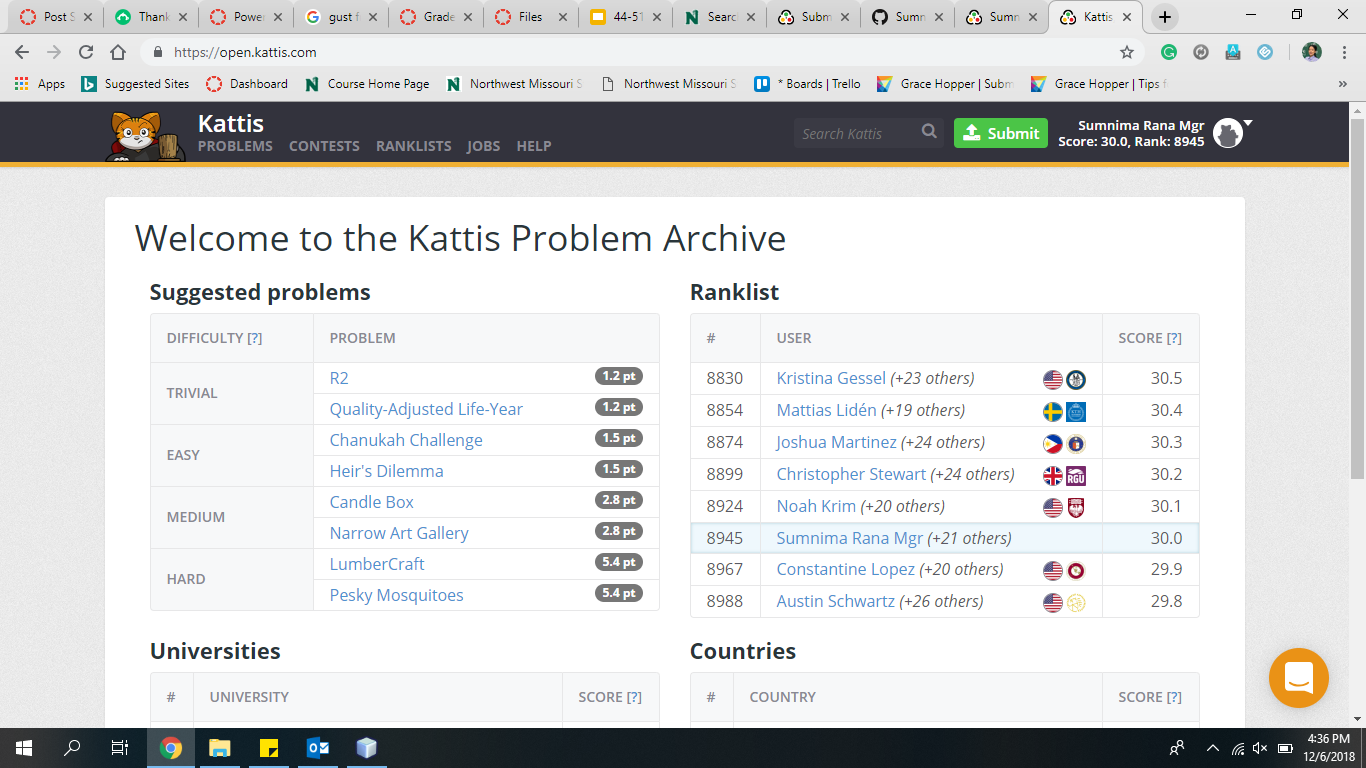 Post S
Thank
Power
gust f
Grade
Files
44-51
Searc
Subm
Sumn
Sumn
Kattis
https://open.kattis.com
Apps
Suggested Sites
Dashboard
Course Home Page
Northwest Missouri S
Northwest Missouri S
* Boards | Trello
Grace Hopper | Subm
Grace Hopper | Tips f
»
Kattis
PROBLEMS CONTESTS RANKLISTS JOBS HELP
Search Kattis
Submit
Sumnima Rana Mgr
Score: 30.0, Rank: 8945
Welcome to the Kattis Problem Archive
Suggested problems
DIFFICULTY [?] PROBLEM
TRIVIAL
R2 1.2 pt
Quality-Adjusted Life-Year 1.2 pt
EASY
Chanukah Challenge 1.5 pt
Heir's Dilemma 1.5 pt
MEDIUM
Candle Box 2.8 pt
Narrow Art Gallery 2.8 pt
HARD
LumberCraft 5.4 pt
Pesky Mosquitoes 5.4 pt
Ranklist
# USER SCORE [?]
8830 Kristina Gessel (+23 others) 30.5
8854 Mattias Lidén (+19 others) 30.4
8874 Joshua Martinez (+24 others) 30.3
8899 Christopher Stewart (+24 others) RGU 30.2
8924 Noah Krim (+20 others) 30.1
8945 Sumnima Rana Mgr (+21 others) 30.0
8967 Constantine Lopez (+20 others) 29.9
8988 Austin Schwartz (+26 others) 29.8
Universities
# UNIVERSITY SCORE [?]
Countries
# COUNTRY SCORE [?]
4:36 PM
12/6/2018